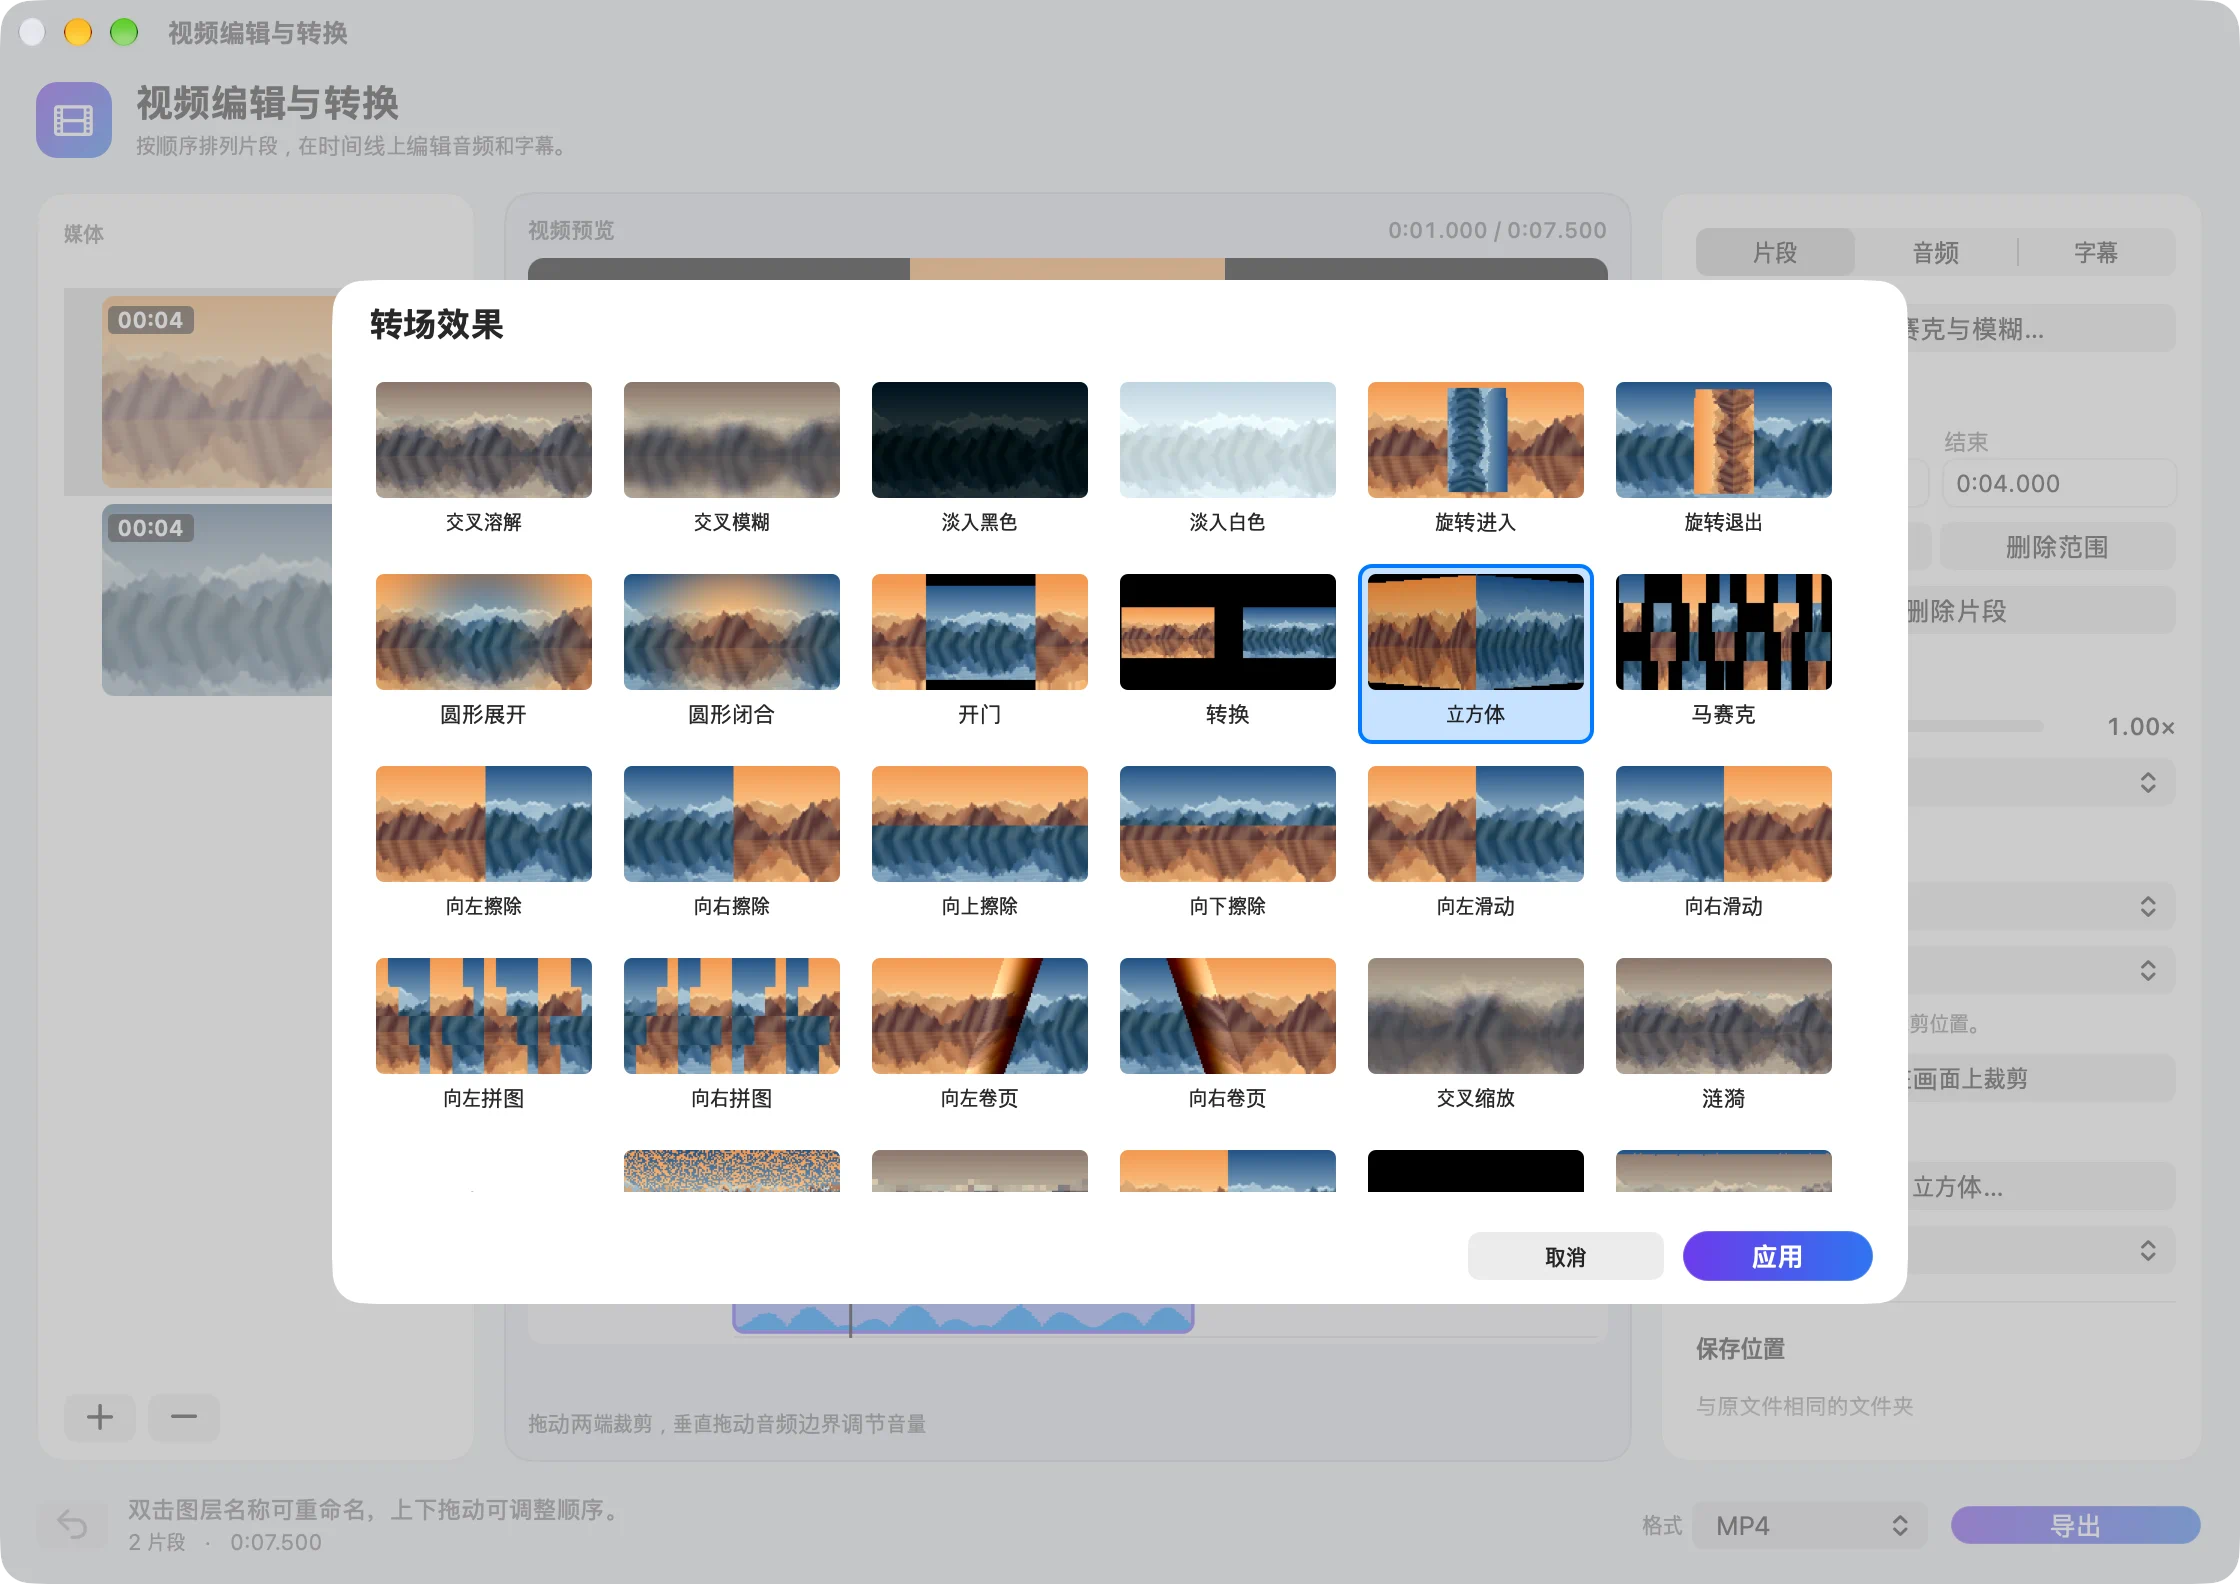 视频编辑与转换
视频编辑与转换
按顺序排列片段，在时间线上编辑音频和字幕。
媒体
00:04
00:04
视频预览
0:01.000 / 0:07.500
片段
音频
字幕
赛克与模糊...
结束
0:04.000
删除范围
删除片段
1.00×
剪位置。
画面上裁剪
立方体...
保存位置
与原文件相同的文件夹
转场效果
交叉溶解
交叉模糊
淡入黑色
淡入白色
旋转进入
旋转退出
圆形展开
圆形闭合
开门
转换
立方体
马赛克
向左擦除
向右擦除
向上擦除
向下擦除
向左滑动
向右滑动
向左拼图
向右拼图
向左卷页
向右卷页
交叉缩放
涟漪
取消
应用
拖动两端裁剪，垂直拖动音频边界调节音量
双击图层名称可重命名，上下拖动可调整顺序。
2 片段 · 0:07.500
格式
MP4
导出